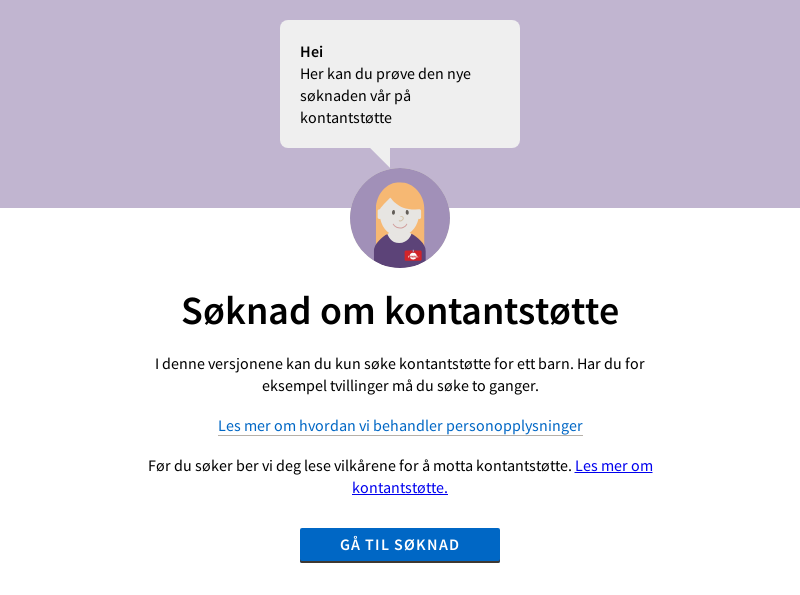 Hei
Her kan du prøve den nye
søknaden vår på
kontantstøtte
Søknad om kontantstøtte
I denne versjonene kan du kun søke kontantstøtte for ett barn. Har du for
eksempel tvillinger må du søke to ganger.
Les mer om hvordan vi behandler personopplysninger
Før du søker ber vi deg lese vilkårene for å motta kontantstøtte. Les mer om
kontantstøtte.
GÅ TIL SØKNAD